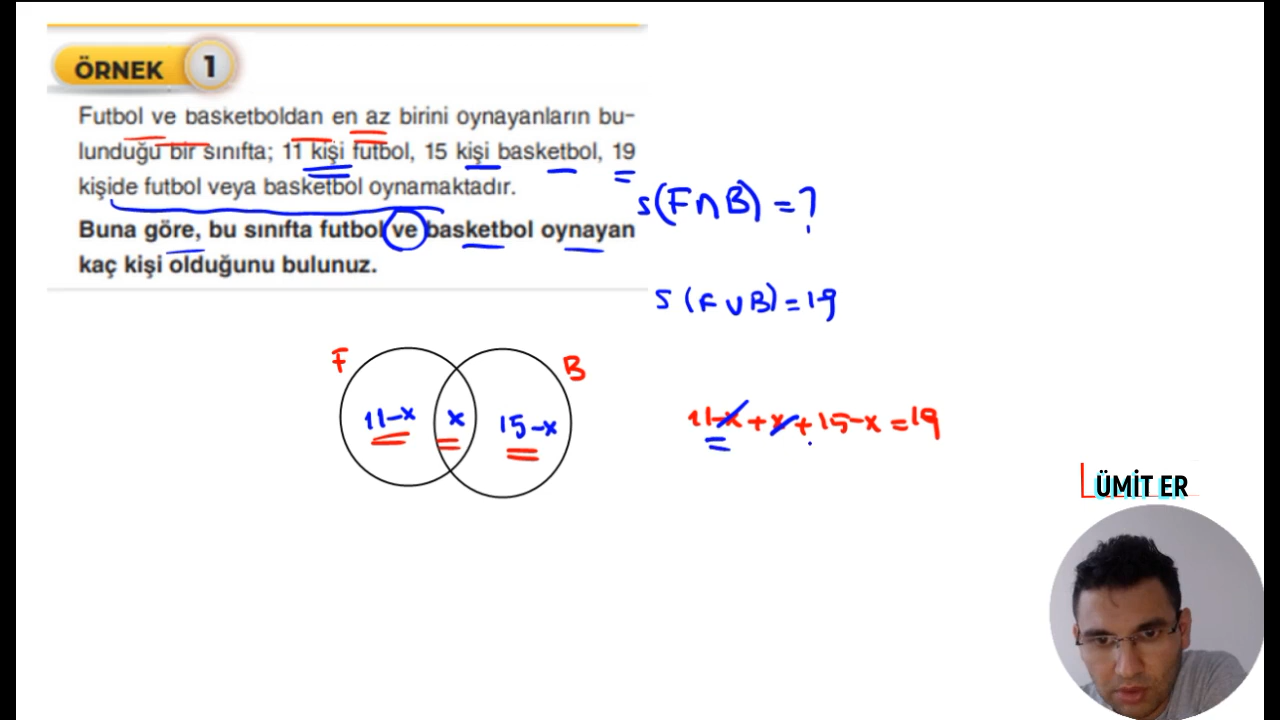 ÖRNEK 1
Futbol ve basketboldan en az birini oynayanların bu-
lunduğu bir sınıfta; 11 kişi futbol, 15 kişi basketbol, 19
kişide futbol veya basketbol oynamaktadır.
Buna göre, bu sınıfta futbol ve basketbol oynayan
kaç kişi olduğunu bulunuz.
s(F∩B) = ?
s(F∪B) = 19
F
B
11-x
x
15-x
11-x+x+15-x=19
ÜMİT ER